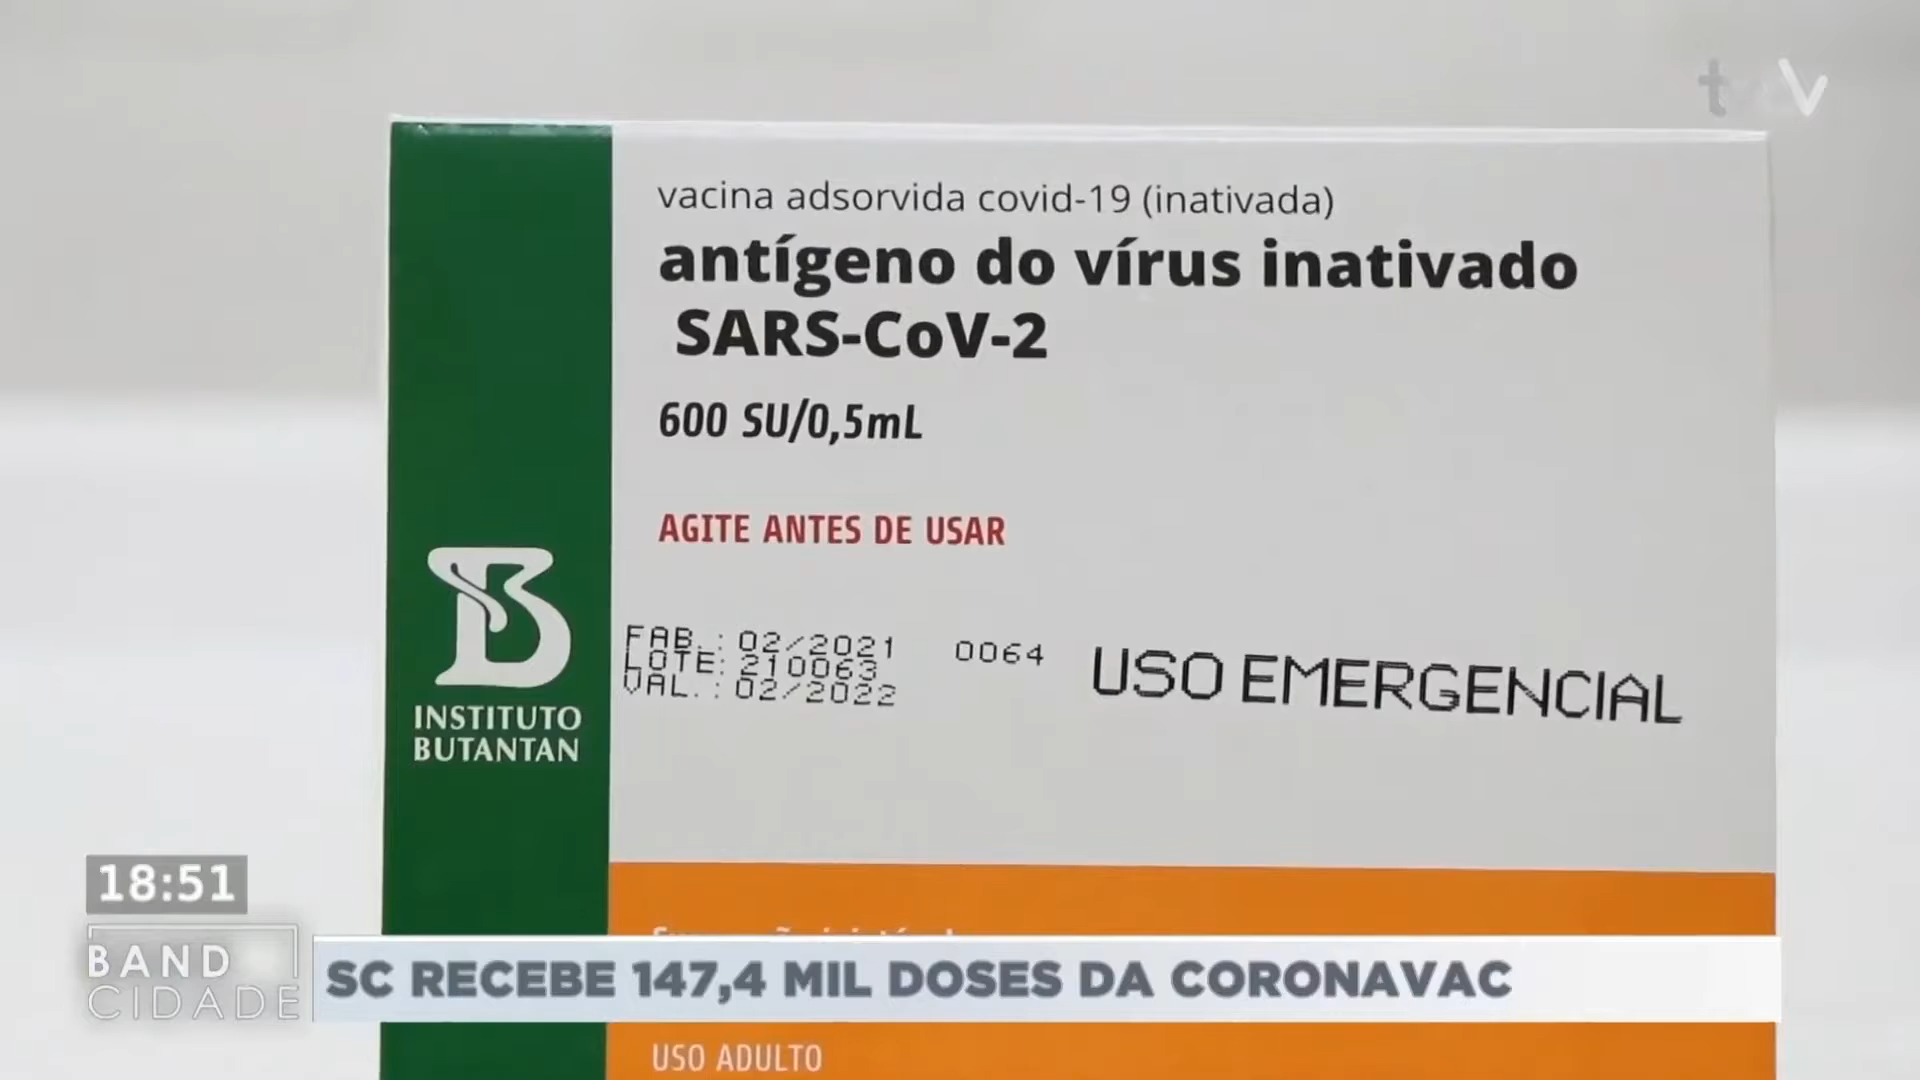 vacina adsorvida covid-19 (inativada)
antígeno do vírus inativado
SARS-CoV-2
600 SU/0,5mL
AGITE ANTES DE USAR
FAB.: 02/2021 0064
LOTE: 210063
VAL.: 02/2022
USO EMERGENCIAL
INSTITUTO
BUTANTAN
18:51
BAND
CIDADE
SC RECEBE 147,4 MIL DOSES DA CORONAVAC
USO ADULTO